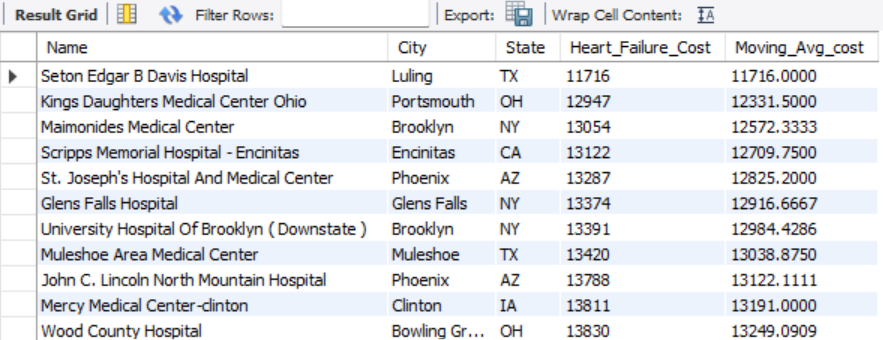 Result Grid Filter Rows: Export: Wrap Cell Content: IA
Name City State Heart_Failure_Cost Moving_Avg_cost
Seton Edgar B Davis Hospital Luling TX 11716 11716.0000
Kings Daughters Medical Center Ohio Portsmouth OH 12947 12331.5000
Maimonides Medical Center Brooklyn NY 13054 12572.3333
Scripps Memorial Hospital - Encinitas Encinitas CA 13122 12709.7500
St. Joseph's Hospital And Medical Center Phoenix AZ 13287 12825.2000
Glens Falls Hospital Glens Falls NY 13374 12916.6667
University Hospital Of Brooklyn ( Downstate ) Brooklyn NY 13391 12984.4286
Muleshoe Area Medical Center Muleshoe TX 13420 13038.8750
John C. Lincoln North Mountain Hospital Phoenix AZ 13788 13122.1111
Mercy Medical Center-clinton Clinton IA 13811 13191.0000
Wood County Hospital Bowling Gr... OH 13830 13249.0909